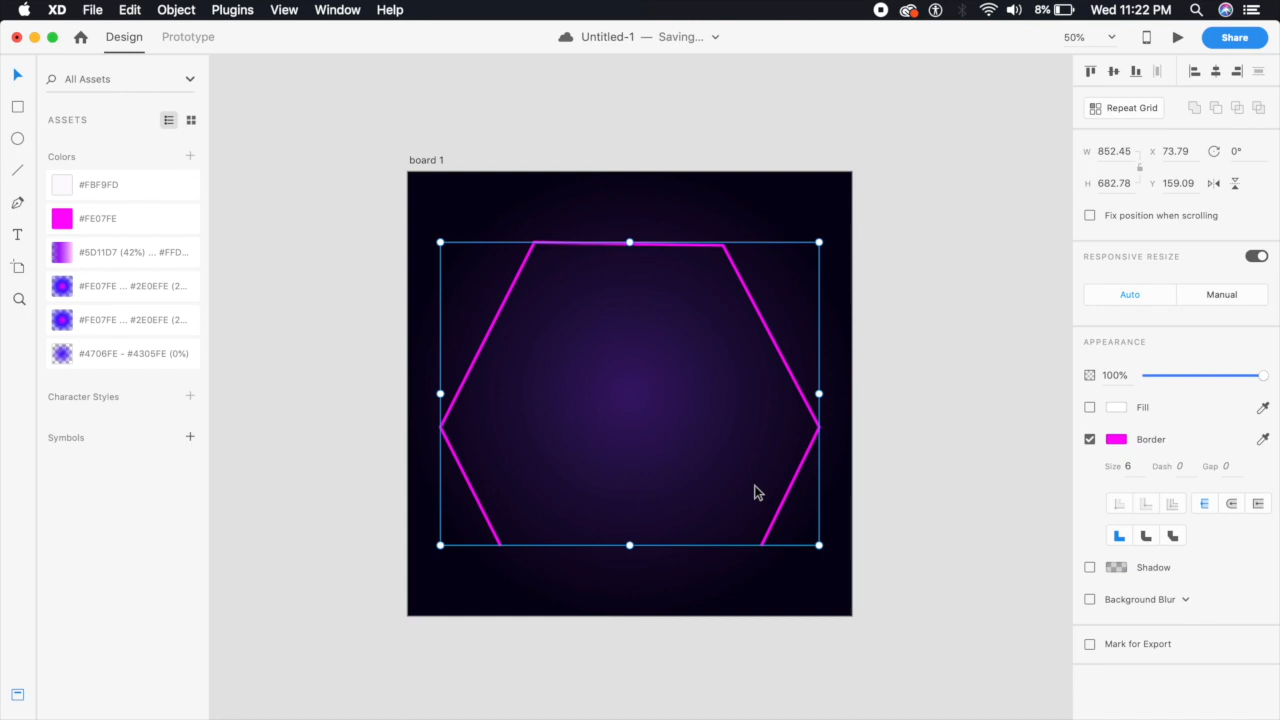 XD File Edit Object Plugins View Window Help 8% Wed 11:22 PM
Design Prototype Untitled-1 — Saving... 50% Share
All Assets
ASSETS
Colors
#FBF9FD
#FE07FE
#5D11D7 (42%) ... #FFD...
#FE07FE ... #2E0EFE (2...
#FE07FE ... #2E0EFE (2...
#4706FE - #4305FE (0%)
Character Styles
Symbols
board 1
Repeat Grid
W 852.45 X 73.79 0°
H 682.78 Y 159.09
Fix position when scrolling
RESPONSIVE RESIZE
Auto Manual
APPEARANCE
100%
Fill
Border
Size 6 Dash 0 Gap 0
Shadow
Background Blur
Mark for Export